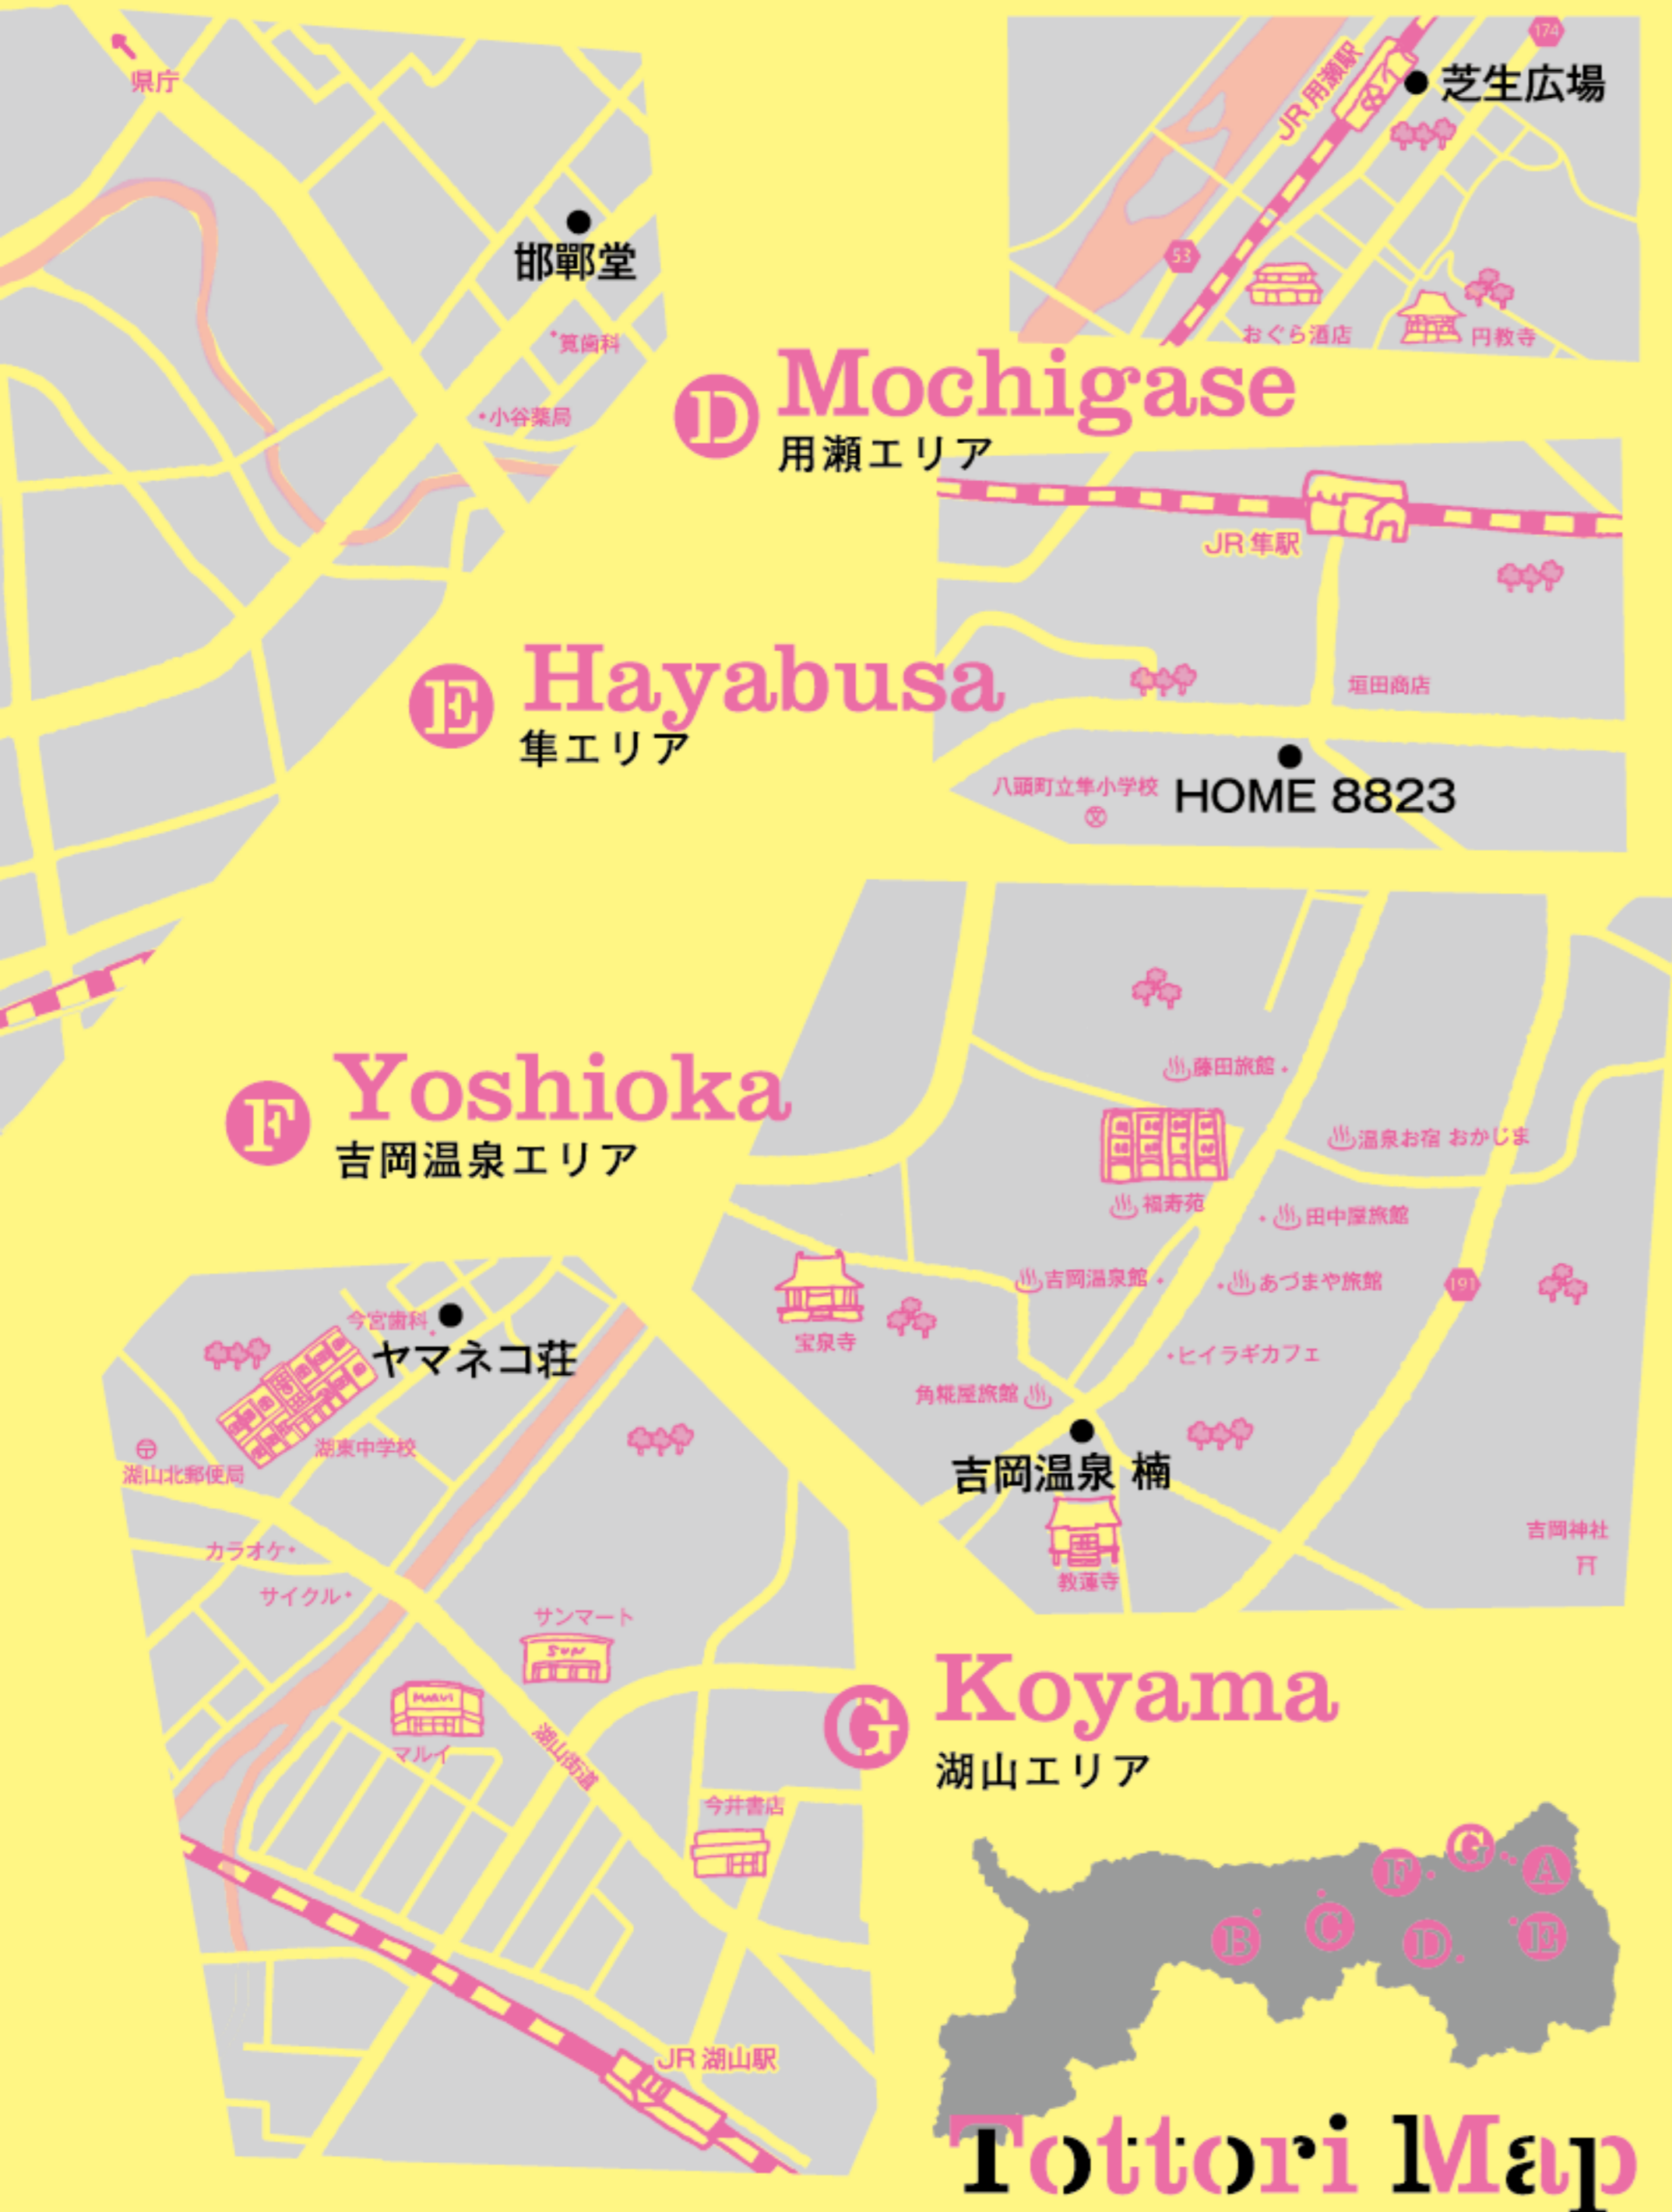 県庁
邯鄲堂
筧歯科
小谷薬局
174
JR 用瀬駅
芝生広場
53
おぐら酒店
円教寺
D
Mochigase
用瀬エリア
JR 隼駅
垣田商店
八頭町立隼小学校
文
HOME 8823
E
Hayabusa
隼エリア
F
Yoshioka
吉岡温泉エリア
藤田旅館
温泉お宿 おかじま
福寿苑
田中屋旅館
吉岡温泉館
あづまや旅館
191
宝泉寺
ヒイラギカフェ
角糀屋旅館
吉岡温泉 楠
教蓮寺
吉岡神社
今宮歯科
ヤマネコ荘
湖東中学校
湖山北郵便局
カラオケ
サイクル
サンマート
SUN
MARUI
マルイ
湖山街道
今井書店
JR 湖山駅
G
Koyama
湖山エリア
F
G
A
B
C
D
E
Tottori Map